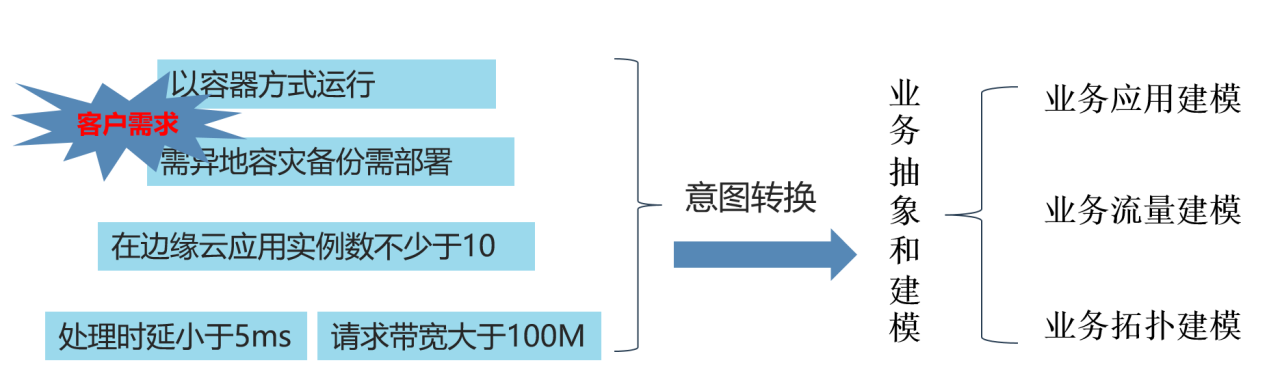 以容器方式运行
客户需求
需异地容灾备份需部署
在边缘云应用实例数不少于10
处理时延小于5ms
请求带宽大于100M
意图转换
业务抽象和建模
业务应用建模
业务流量建模
业务拓扑建模